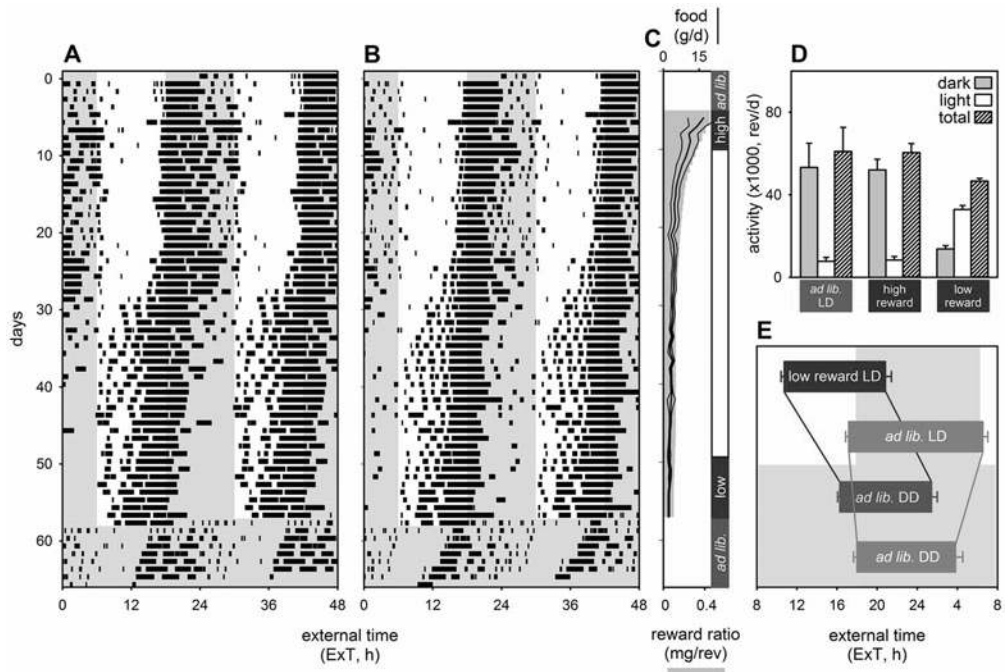 A
B
C
food
(g/d)
0 15
ad lib.
high
low
ad lib.
D
dark
light
total
80
40
0
activity (x1000, rev/d)
ad lib.
LD
high
reward
low
reward
E
low reward LD
ad lib. LD
ad lib. DD
ad lib. DD
8 12 16 20 24 4 8
external time
(ExT, h)
0
10
20
30
40
50
60
days
0 12 24 36 48
external time
(ExT, h)
0 12 24 36 48
external time
(ExT, h)
0 0.4
reward ratio
(mg/rev)